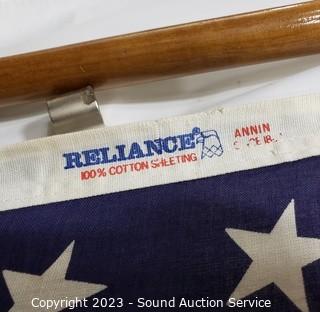 RELIANCE®
100% COTTON SHEETING
ANNIN
Copyright 2023 - Sound Auction Service